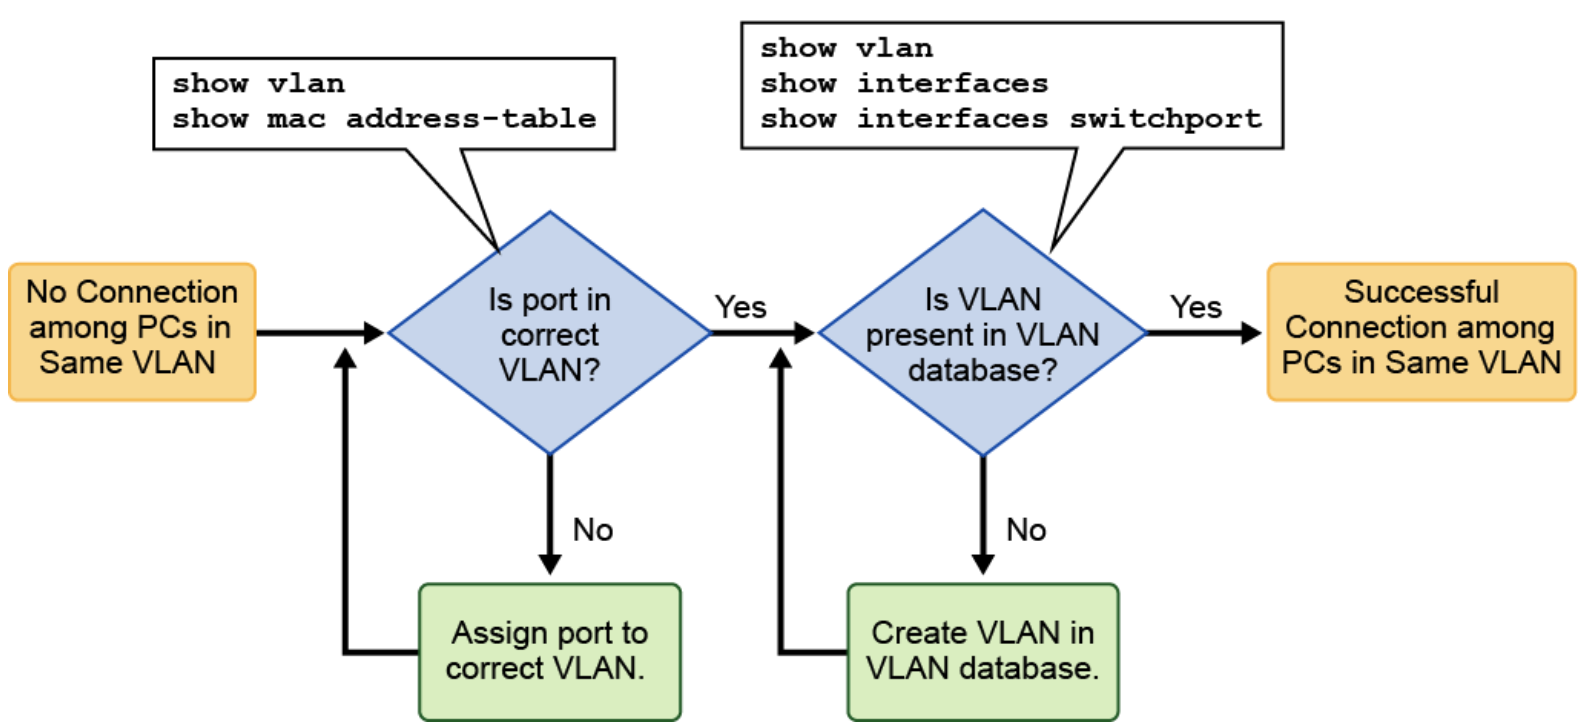 show vlan
show mac address-table
show vlan
show interfaces
show interfaces switchport
No Connection
among PCs in
Same VLAN
Is port in
correct
VLAN?
Yes
Is VLAN
present in VLAN
database?
Yes
Successful
Connection among
PCs in Same VLAN
No
No
Assign port to
correct VLAN.
Create VLAN in
VLAN database.